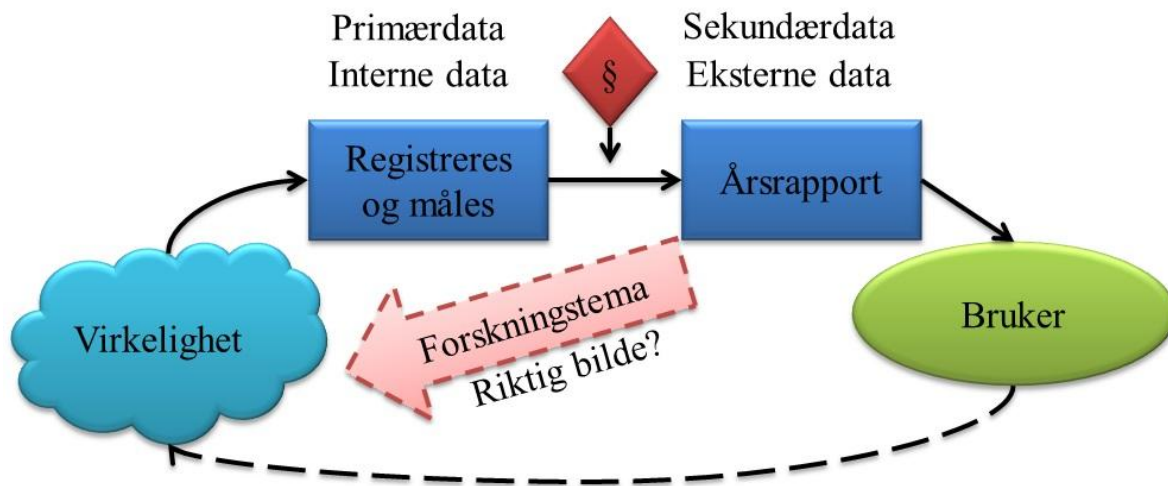 Primærdata
Interne data
§
Sekundærdata
Eksterne data
Registreres
og måles
Årsrapport
Virkelighet
Forskningstema
Riktig bilde?
Bruker